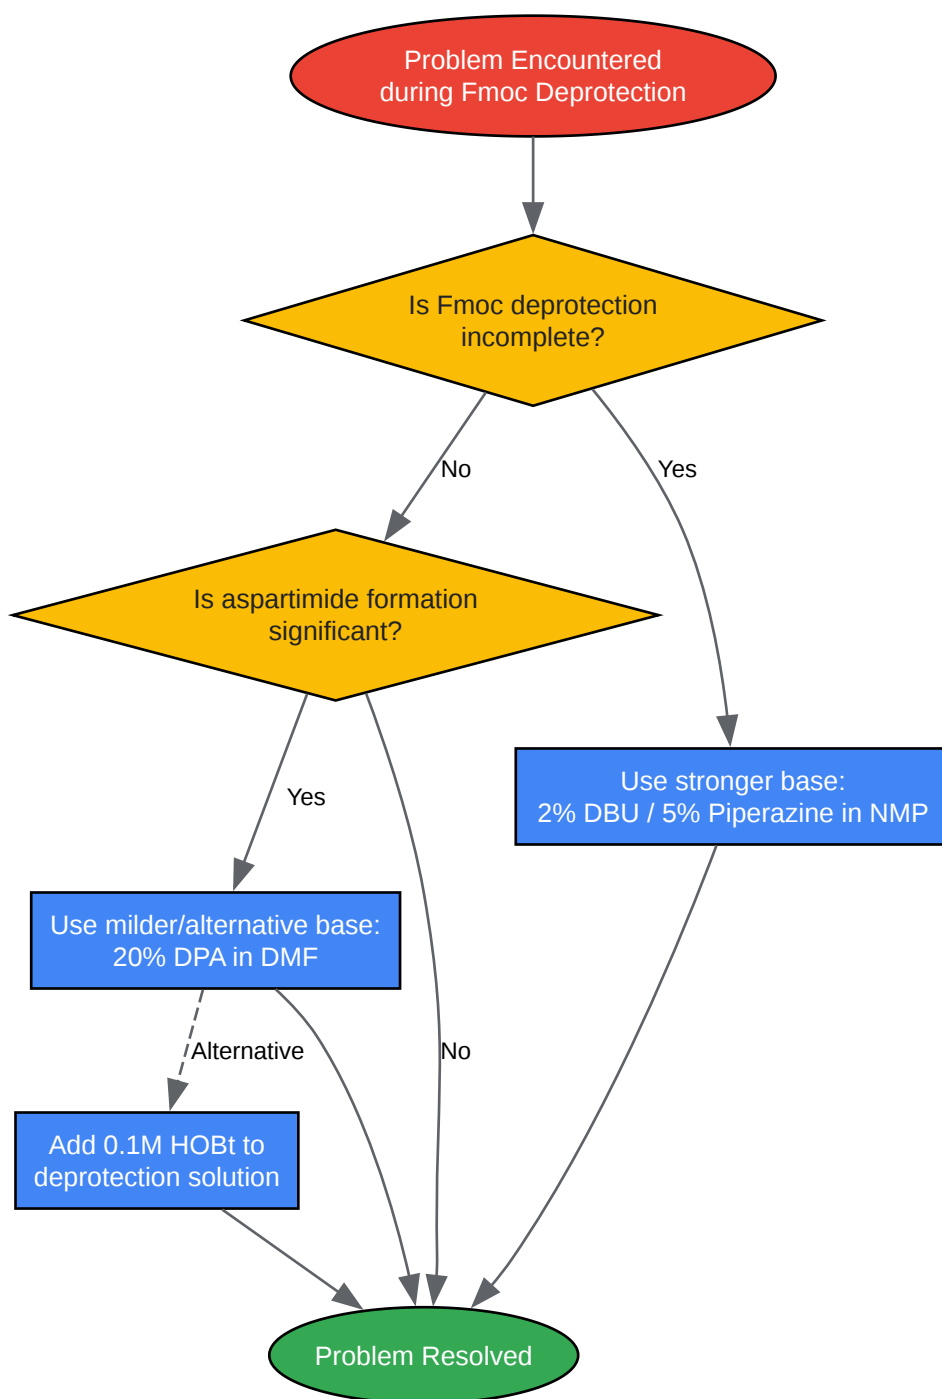 Problem Encountered
during Fmoc Deprotection
Is Fmoc deprotection
incomplete?
No
Yes
Is aspartimide formation
significant?
Use stronger base:
2% DBU / 5% Piperazine in NMP
Yes
Use milder/alternative base:
20% DPA in DMF
Alternative
No
Add 0.1M HOBt to
deprotection solution
Problem Resolved